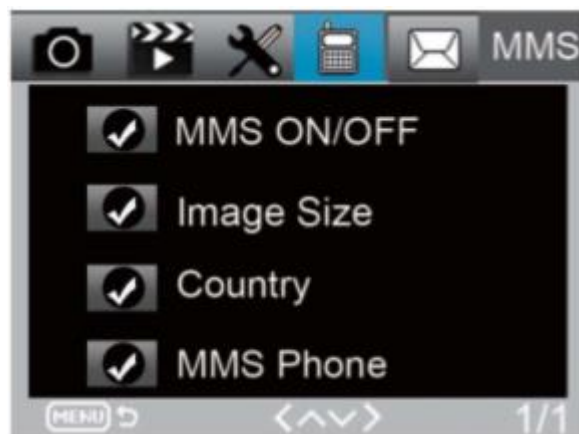 MMS
MMS ON/OFF
Image Size
Country
MMS Phone
MENU 1/1